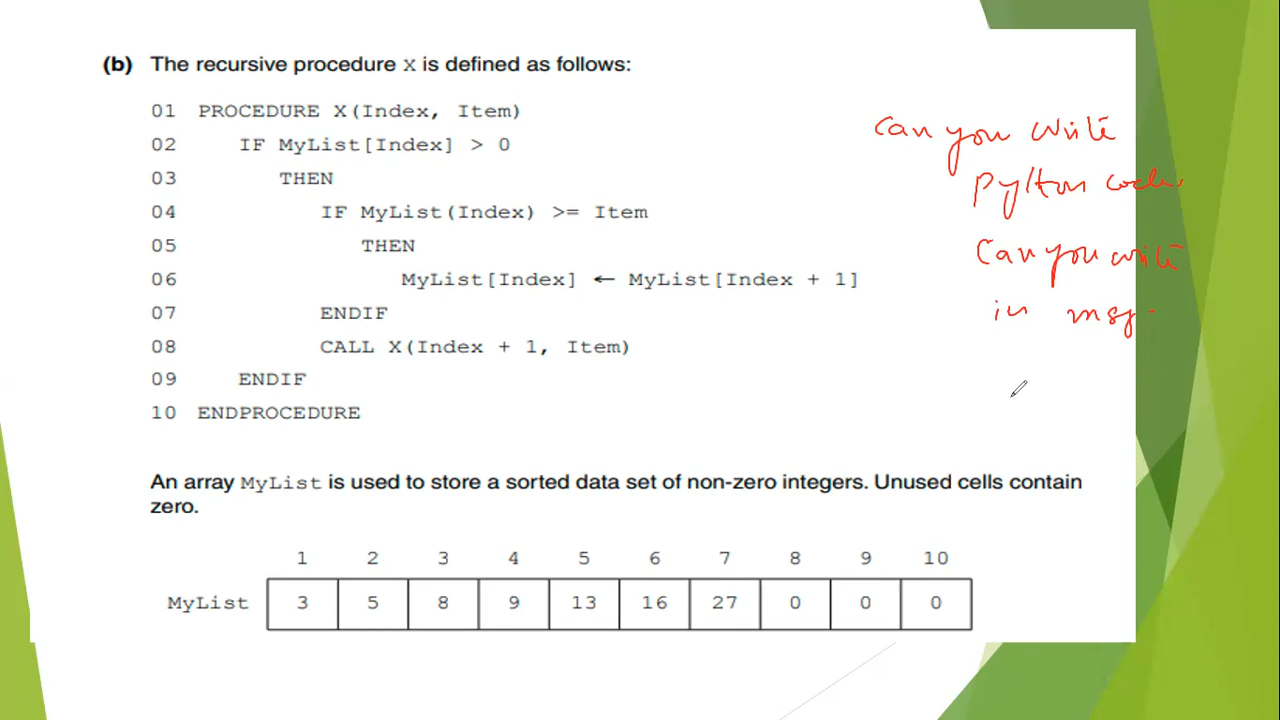 (b) The recursive procedure X is defined as follows:
01 PROCEDURE X(Index, Item)
02 IF MyList[Index] > 0
03 THEN
04 IF MyList(Index) >= Item
05 THEN
06 MyList[Index] ← MyList[Index + 1]
07 ENDIF
08 CALL X(Index + 1, Item)
09 ENDIF
10 ENDPROCEDURE
Can you write
Python code.
Can you write
in msg.
An array MyList is used to store a sorted data set of non-zero integers. Unused cells contain
zero.
1 2 3 4 5 6 7 8 9 10
MyList 3 5 8 9 13 16 27 0 0 0